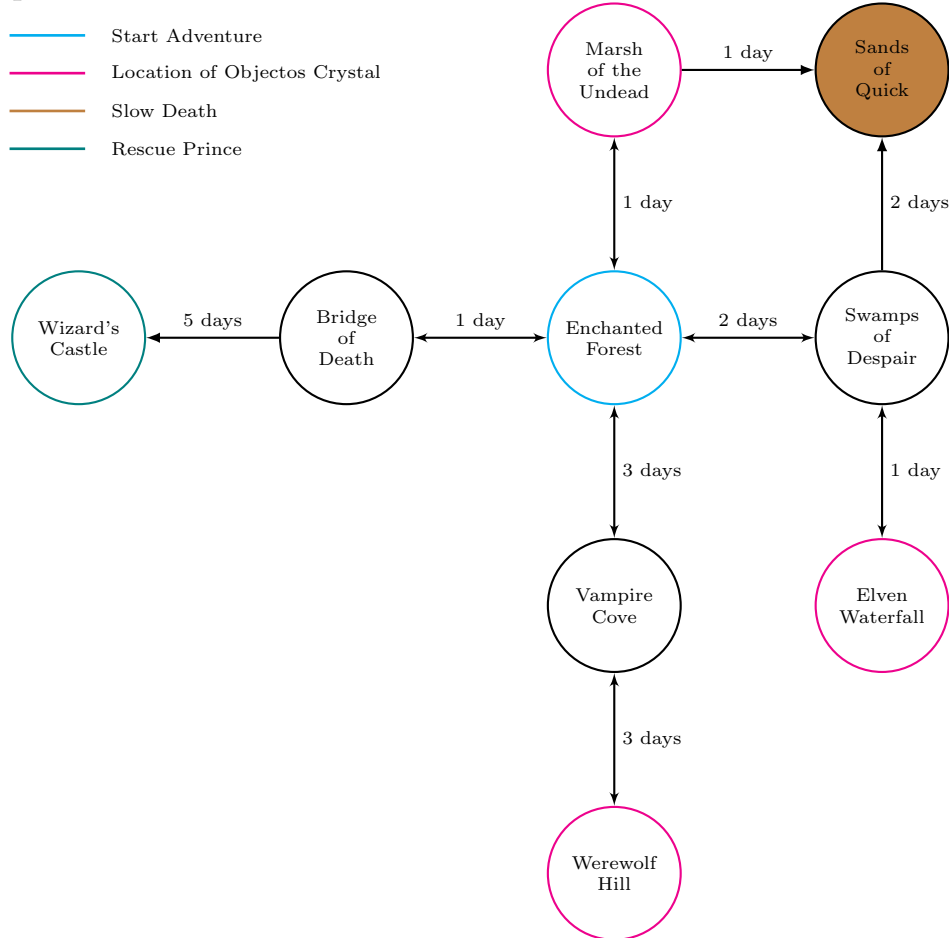 Start Adventure
Location of Objectos Crystal
Slow Death
Rescue Prince
Marsh
of the
Undead
1 day
Sands
of
Quick
1 day
2 days
Wizard's
Castle
5 days
Bridge
of
Death
1 day
Enchanted
Forest
2 days
Swamps
of
Despair
3 days
1 day
Vampire
Cove
Elven
Waterfall
3 days
Werewolf
Hill